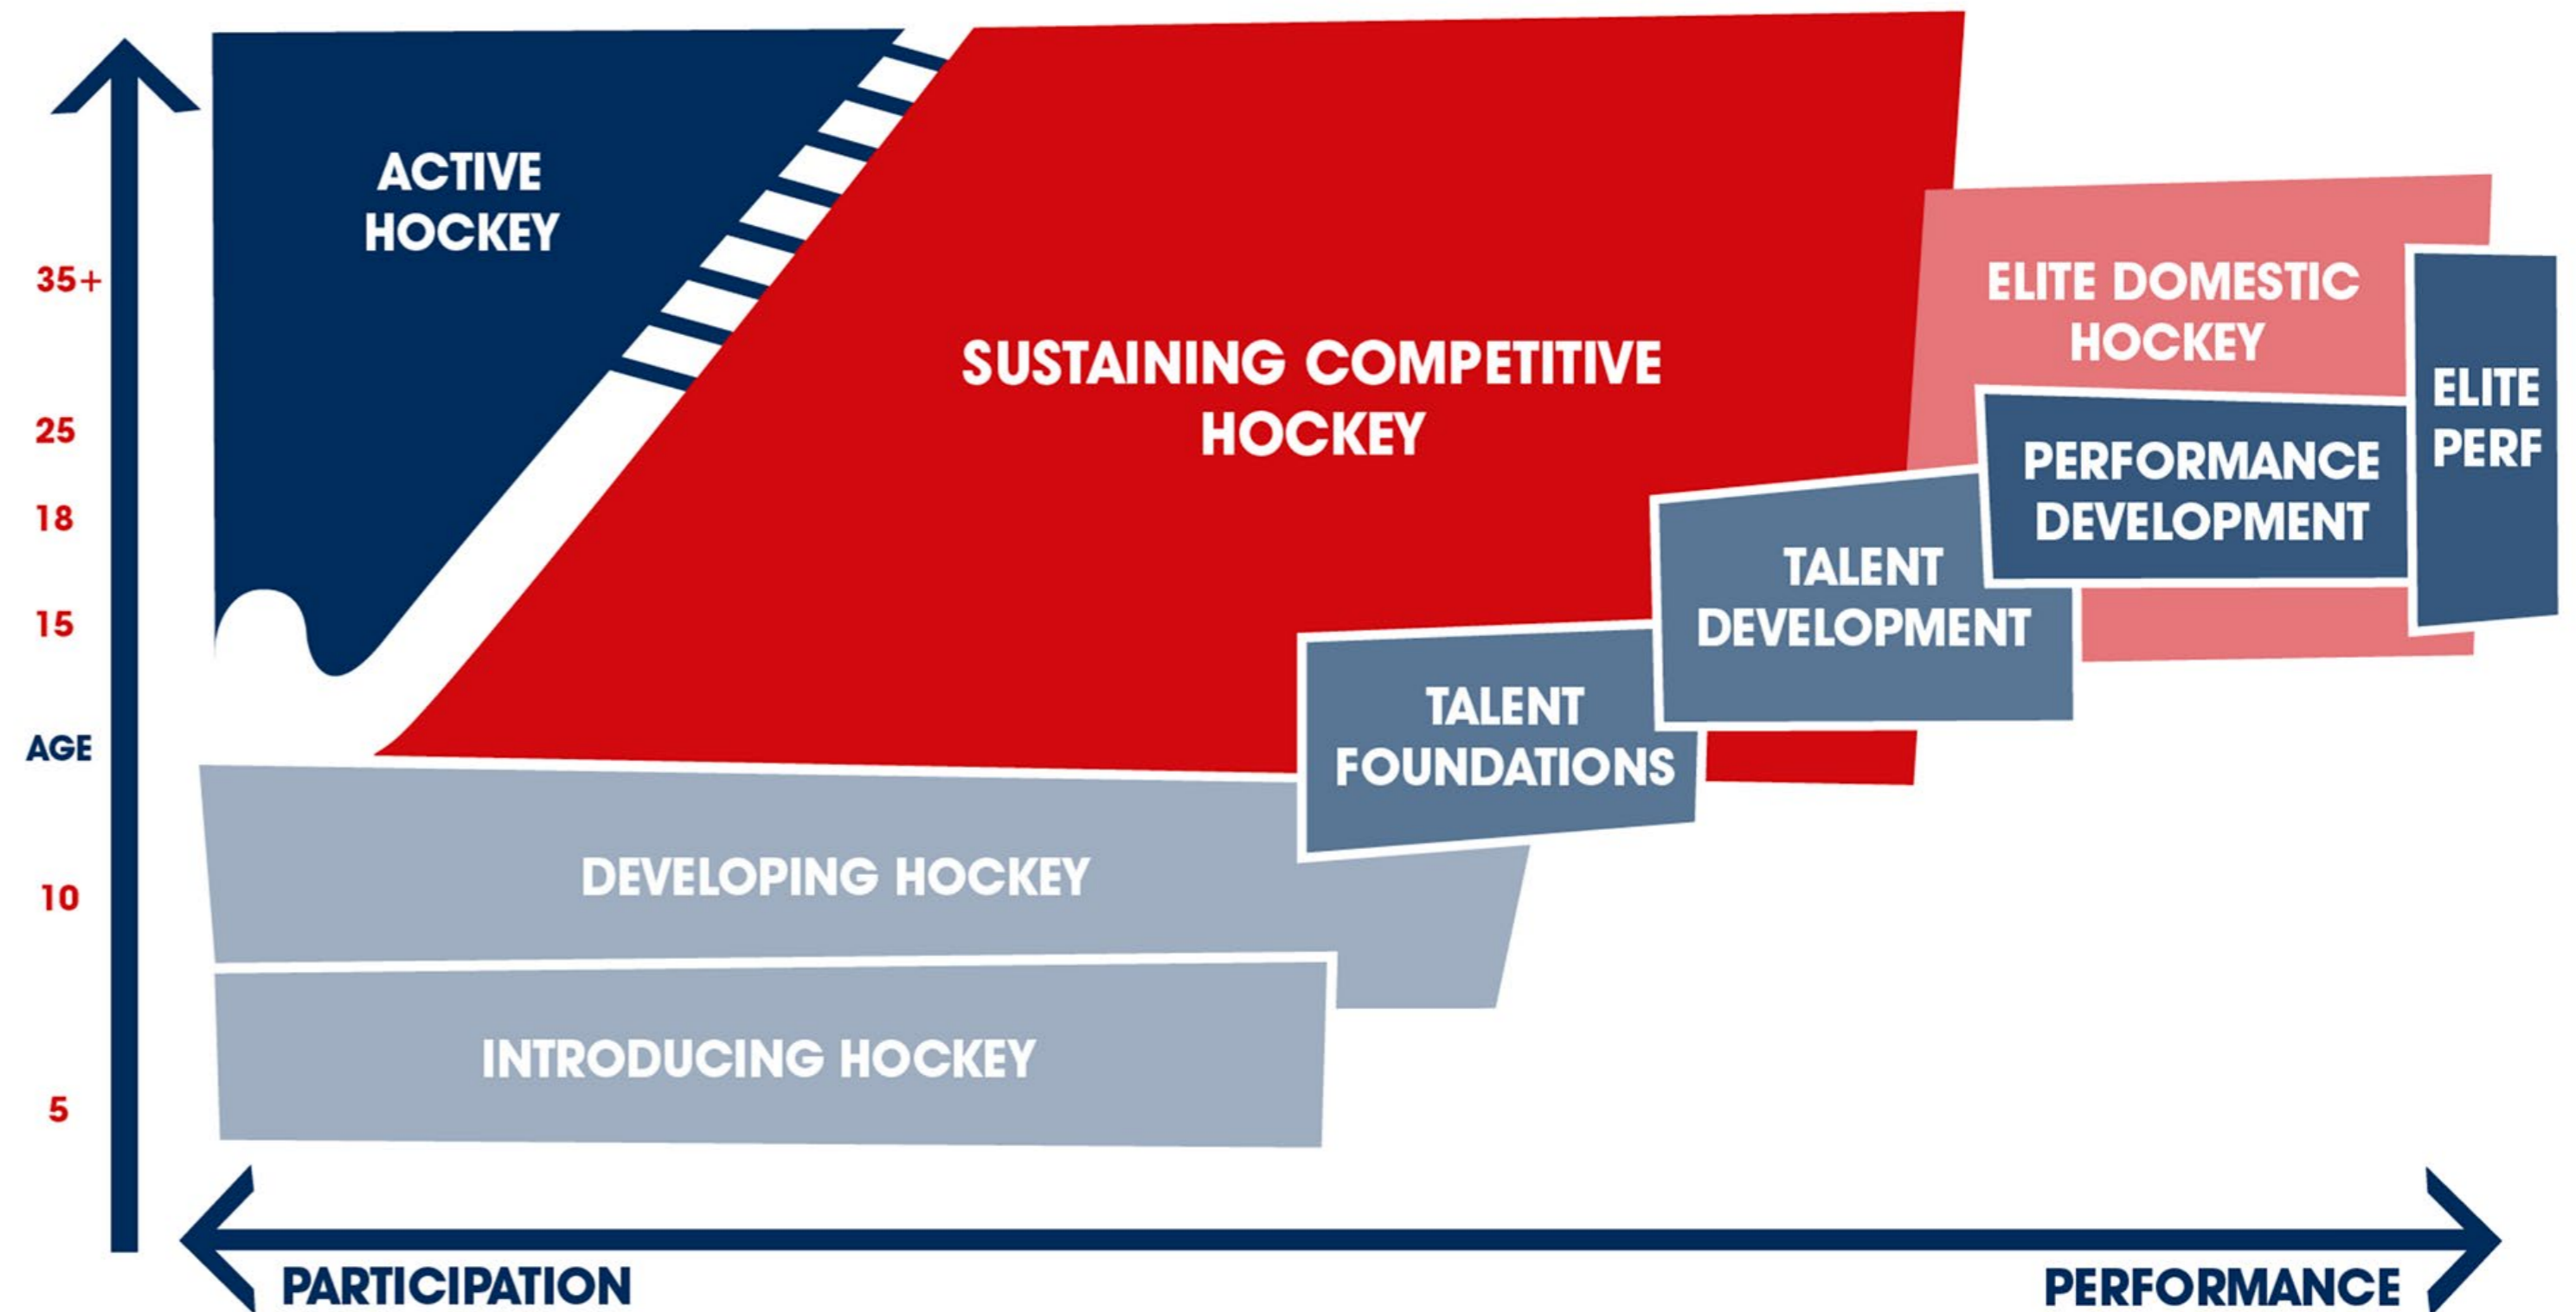 ACTIVE
HOCKEY
35+
25
18
15
AGE
10
5
SUSTAINING COMPETITIVE
HOCKEY
ELITE DOMESTIC
HOCKEY
ELITE
PERF
PERFORMANCE
DEVELOPMENT
TALENT
DEVELOPMENT
TALENT
FOUNDATIONS
DEVELOPING HOCKEY
INTRODUCING HOCKEY
PARTICIPATION
PERFORMANCE